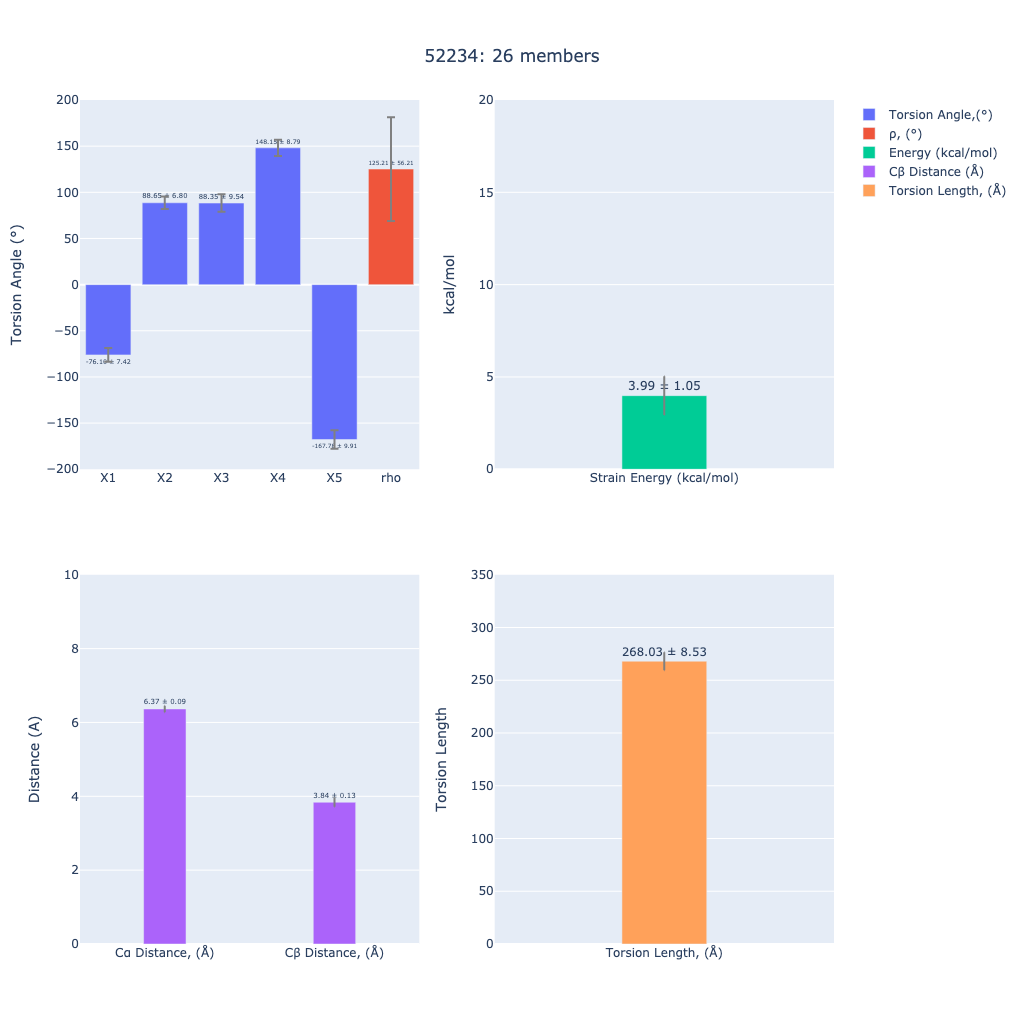 52234: 26 members
Torsion Angle (°)
200
150
100
50
0
−50
−100
−150
−200
88.65 ± 6.80
88.35 ± 9.54
148.15 ± 8.79
125.21 ± 56.21
± 7.42
± 9.91
X1 X2 X3 X4 X5 rho
kcal/mol
20
15
10
5
0
3.99 ± 1.05
Strain Energy (kcal/mol)
Torsion Angle,(°)
ρ, (°)
Energy (kcal/mol)
Cβ Distance (Å)
Torsion Length, (Å)
Distance (A)
10
8
6
4
2
0
6.37 ± 0.09
3.84 ± 0.13
Cα Distance, (Å) Cβ Distance, (Å)
Torsion Length
350
300
250
200
150
100
50
0
268.03 ± 8.53
Torsion Length, (Å)